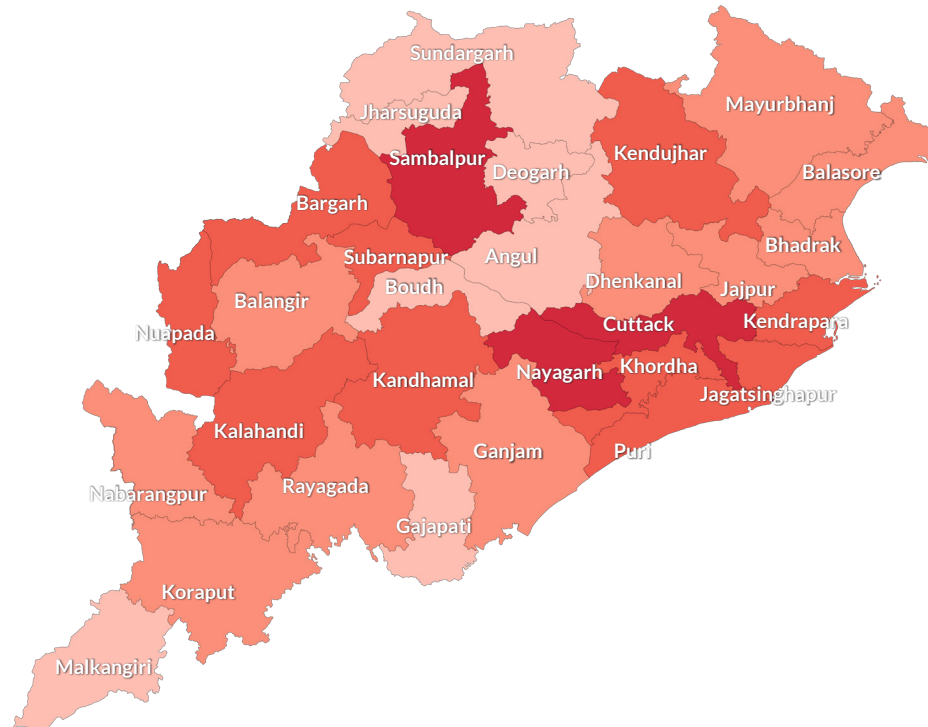 Sundargarh
Mayurbhanj
Jharsuguda
Kendujhar
Sambalpur
Deogarh
Balasore
Bargarh
Bhadrak
Subarnapur
Angul
Dhenkanal
Boudh
Jajpur
Balangir
Kendrapara
Cuttack
Nuapada
Khordha
Nayagarh
Kandhamal
Jagatsinghapur
Kalahandi
Ganjam
Puri
Rayagada
Nabarangpur
Gajapati
Koraput
Malkangiri